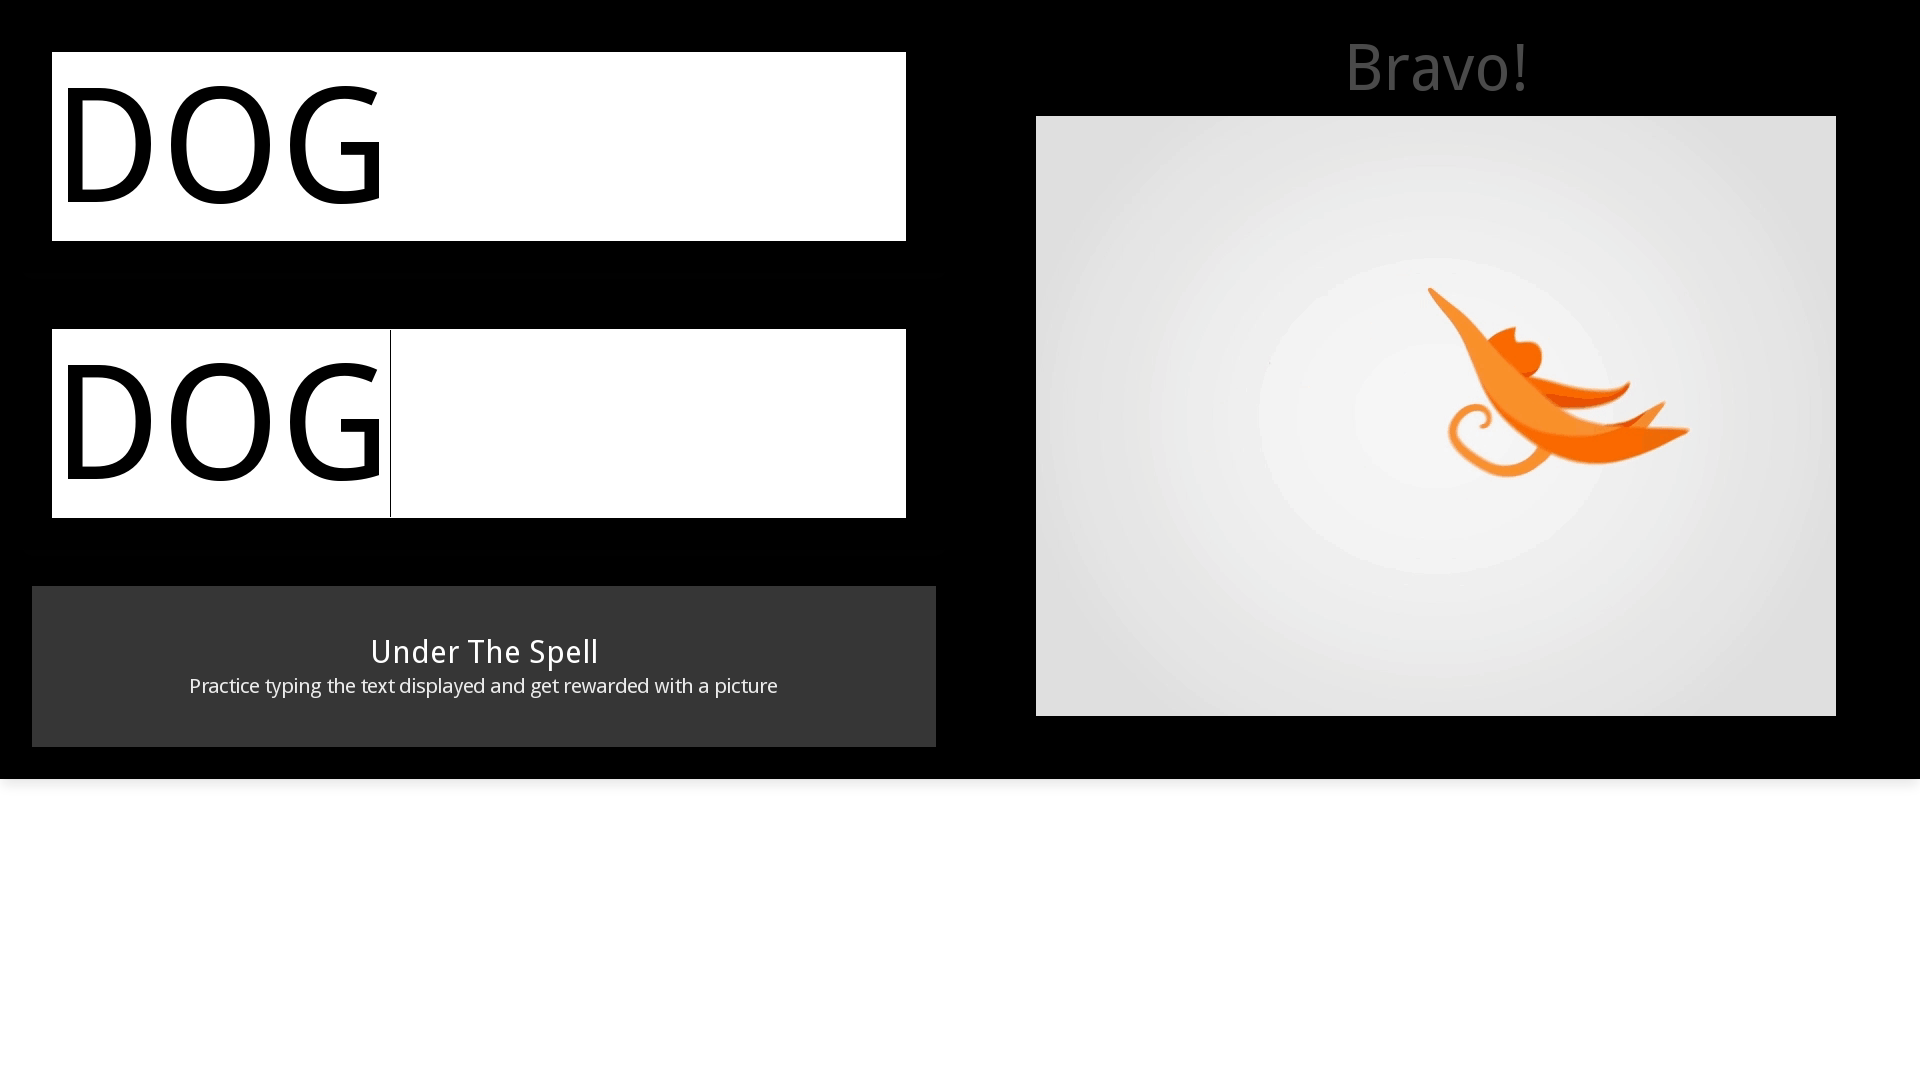 DOG
DOG
Under The Spell
Practice typing the text displayed and get rewarded with a picture
Bravo!